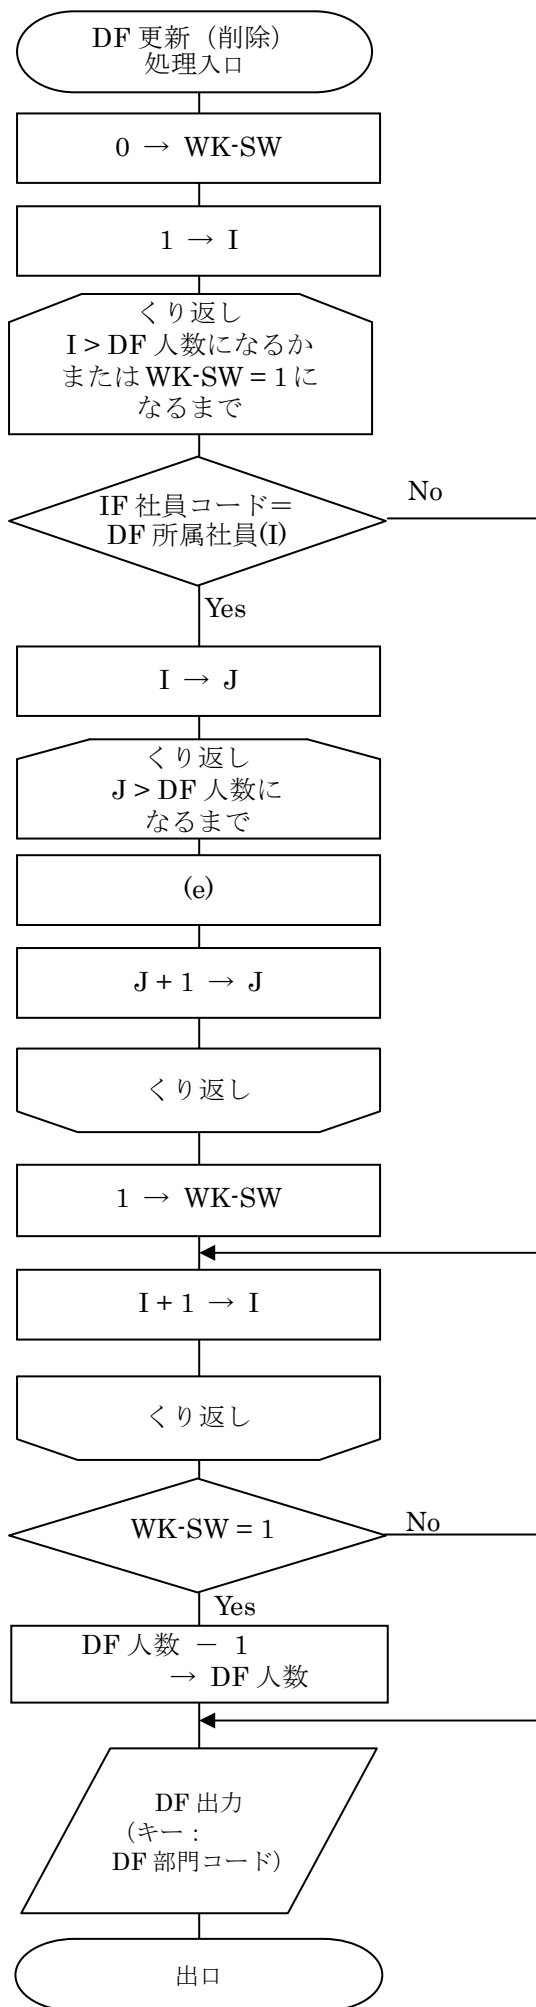 DF 更新（削除）
処理入口
0 → WK-SW
1 → I
くり返し
I > DF 人数になるか
または WK-SW = 1 に
なるまで
IF 社員コード＝
DF 所属社員(I)
No
Yes
I → J
くり返し
J > DF 人数に
なるまで
(e)
J + 1 → J
くり返し
1 → WK-SW
I + 1 → I
くり返し
WK-SW = 1
No
Yes
DF 人数 － 1
→ DF 人数
DF 出力
（キー：
DF 部門コード）
出口